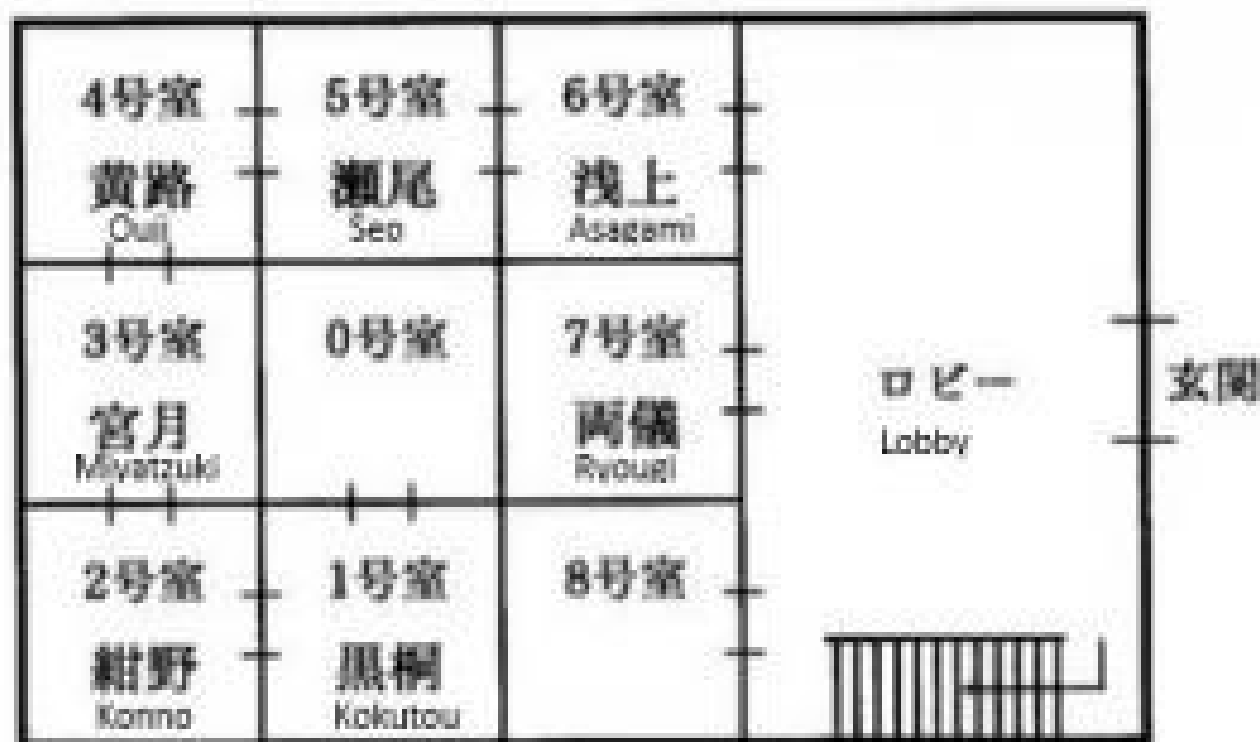 4号室
黄路
Ouji
5号室
瀬尾
Seo
6号室
浅上
Asagami
3号室
宮月
Miyatzuki
0号室
7号室
両儀
Ryougi
ロビー
Lobby
玄関
2号室
紺野
Konno
1号室
黒桐
Kokutou
8号室